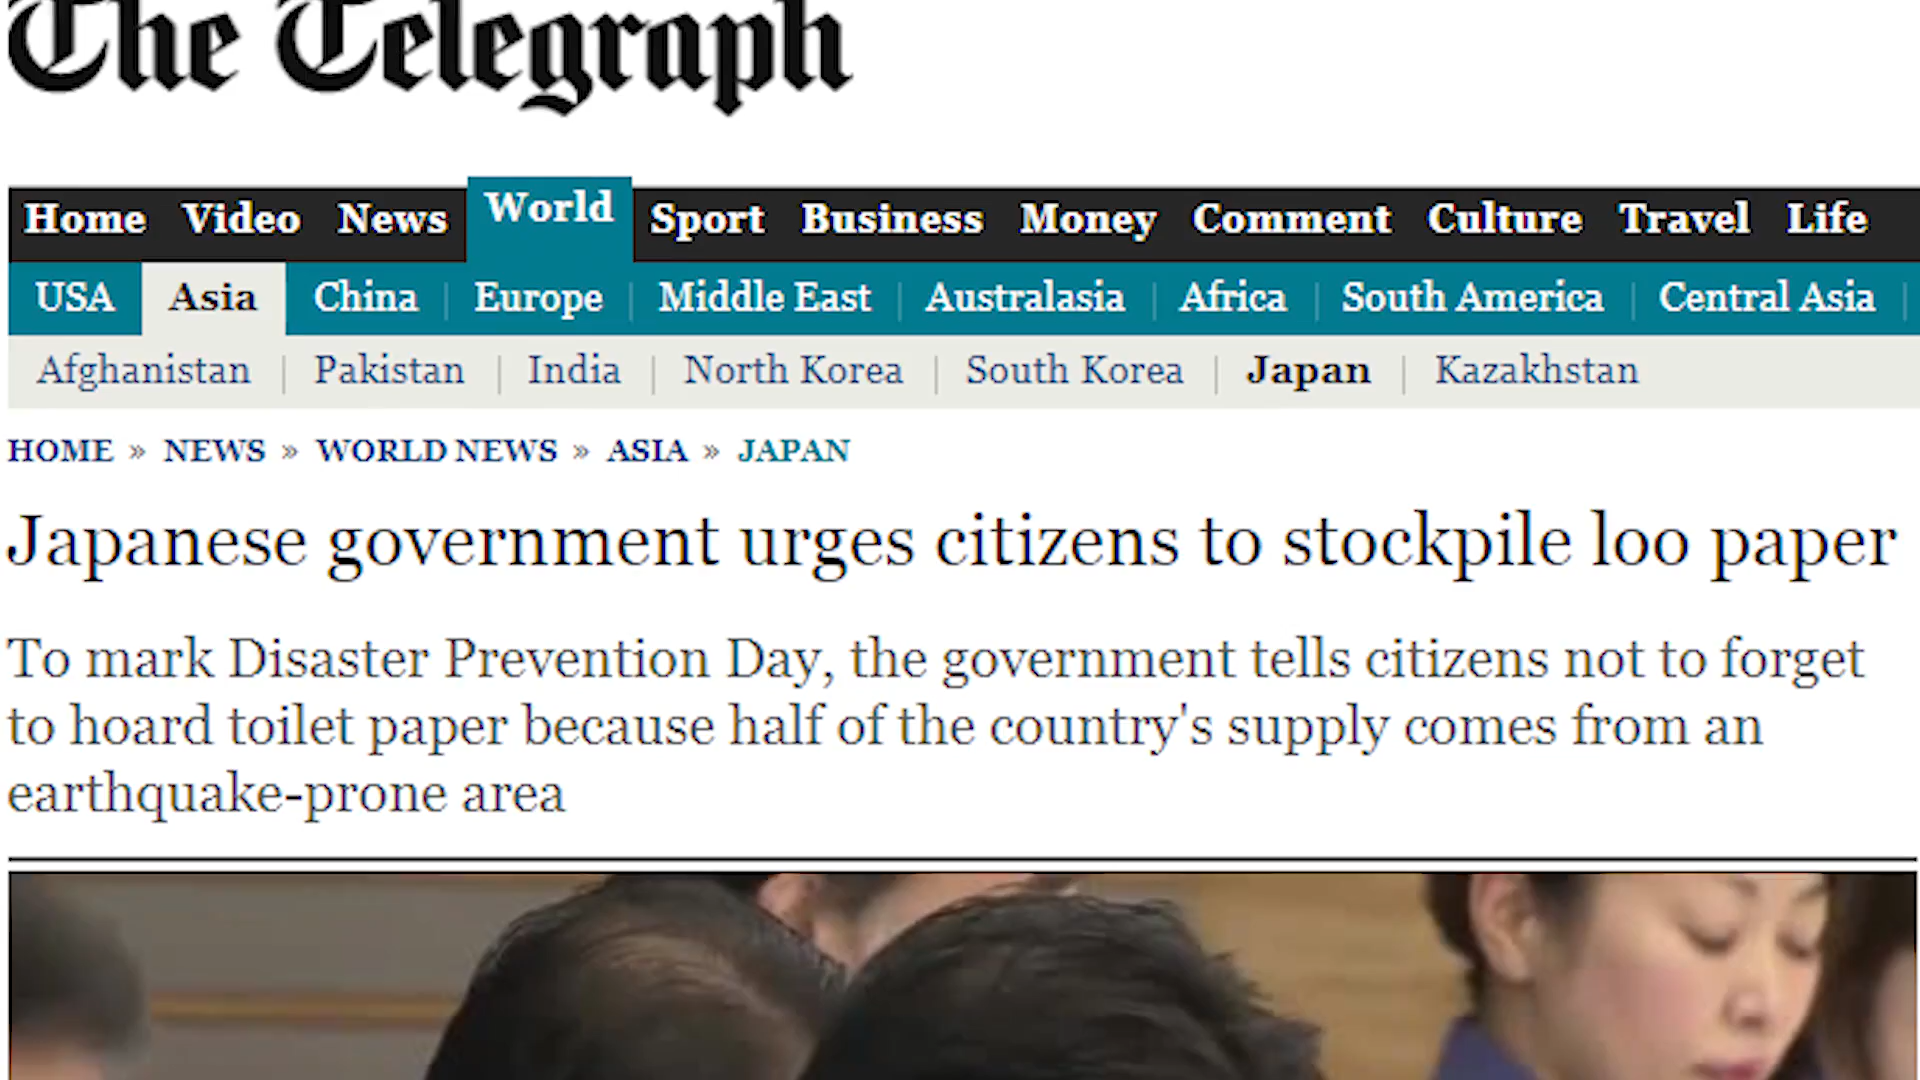 The Telegraph
Home Video News World Sport Business Money Comment Culture Travel Life
USA Asia China Europe Middle East Australasia Africa South America Central Asia
Afghanistan Pakistan India North Korea South Korea Japan Kazakhstan
HOME » NEWS » WORLD NEWS » ASIA » JAPAN
Japanese government urges citizens to stockpile loo paper
To mark Disaster Prevention Day, the government tells citizens not to forget
to hoard toilet paper because half of the country's supply comes from an
earthquake-prone area